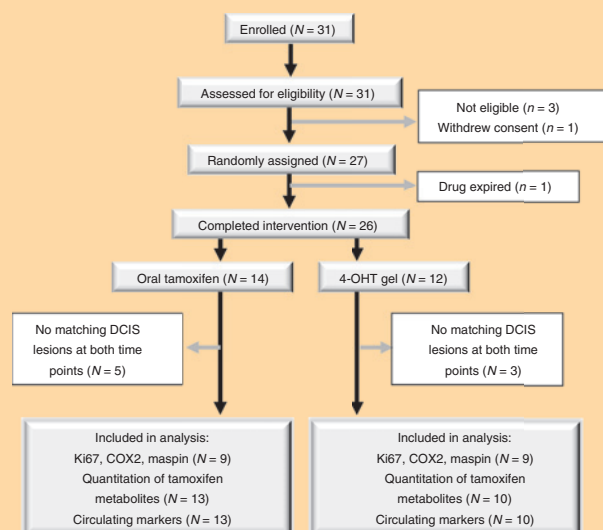 Enrolled (N = 31)
Assessed for eligibility (N = 31)
Not eligible (n = 3)
Withdrew consent (n = 1)
Randomly assigned (N = 27)
Drug expired (n = 1)
Completed intervention (N = 26)
Oral tamoxifen (N = 14)
4-OHT gel (N = 12)
No matching DCIS
lesions at both time
points (N = 5)
No matching DCIS
lesions at both time
points (N = 3)
Included in analysis:
Ki67, COX2, maspin (N = 9)
Quantitation of tamoxifen
metabolites (N = 13)
Circulating markers (N = 13)
Included in analysis:
Ki67, COX2, maspin (N = 9)
Quantitation of tamoxifen
metabolites (N = 10)
Circulating markers (N = 10)